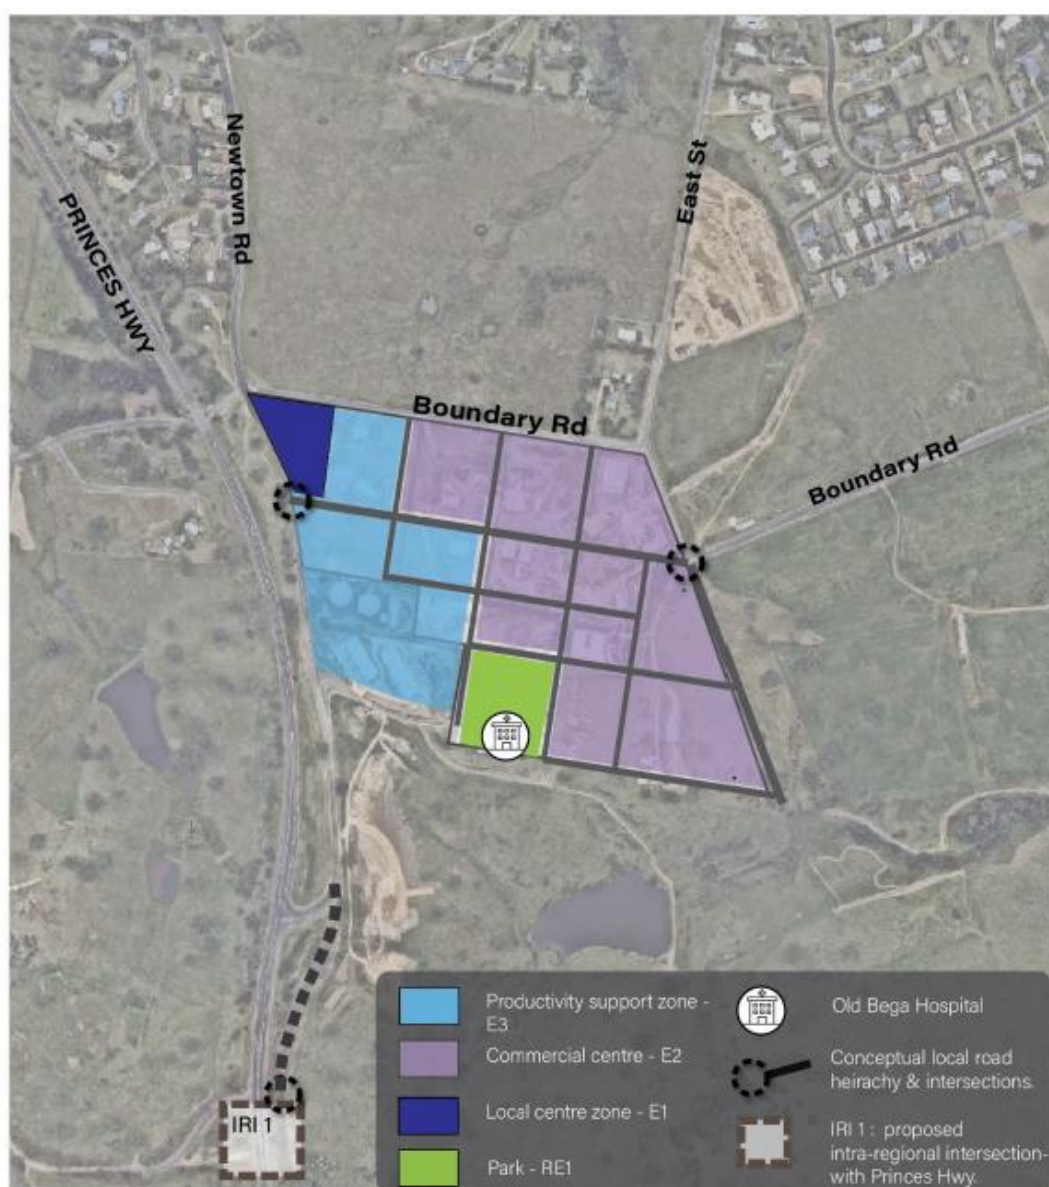 Newtown Rd
PRINCES HWY
East St
Boundary Rd
Boundary Rd
IRI 1
Productivity support zone -
E3
Commercial centre - E2
Local centre zone - E1
Park - RE1
Old Bega Hospital
Conceptual local road
heirachy & intersections.
IRI 1 : proposed
intra-regional intersection-
with Princes Hwy.